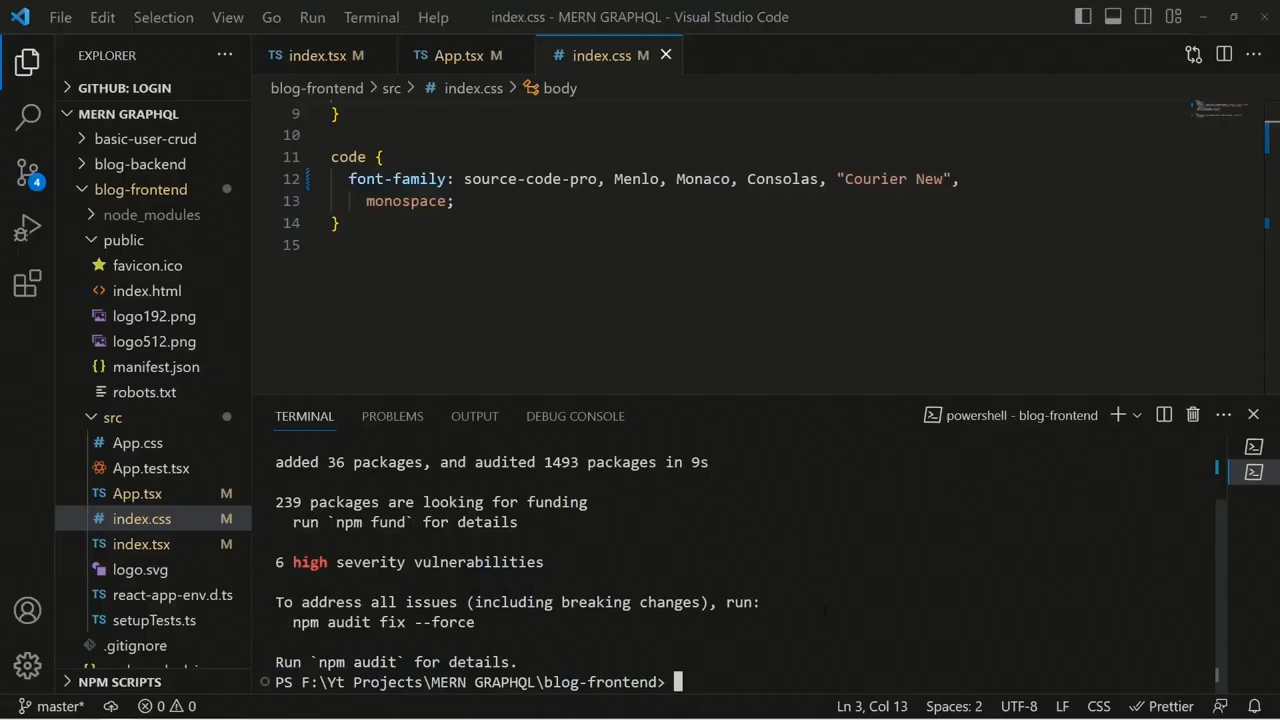 File Edit Selection View Go Run Terminal Help index.css - MERN GRAPHQL - Visual Studio Code
EXPLORER
TS index.tsx M
TS App.tsx M
# index.css M
blog-frontend > src > # index.css > body
GITHUB: LOGIN
MERN GRAPHQL
basic-user-crud
blog-backend
blog-frontend
node_modules
public
favicon.ico
index.html
logo192.png
logo512.png
manifest.json
robots.txt
src
# App.css
App.test.tsx
TS App.tsx M
# index.css M
TS index.tsx M
logo.svg
TS react-app-env.d.ts
TS setupTests.ts
.gitignore
NPM SCRIPTS
4
9 }
10
11 code {
12 font-family: source-code-pro, Menlo, Monaco, Consolas, "Courier New",
13 monospace;
14 }
15
TERMINAL PROBLEMS OUTPUT DEBUG CONSOLE powershell - blog-frontend
added 36 packages, and audited 1493 packages in 9s
239 packages are looking for funding
run `npm fund` for details
6 high severity vulnerabilities
To address all issues (including breaking changes), run:
npm audit fix --force
Run `npm audit` for details.
PS F:\Yt Projects\MERN GRAPHQL\blog-frontend>
master* 0 0 Ln 3, Col 13 Spaces: 2 UTF-8 LF CSS Prettier